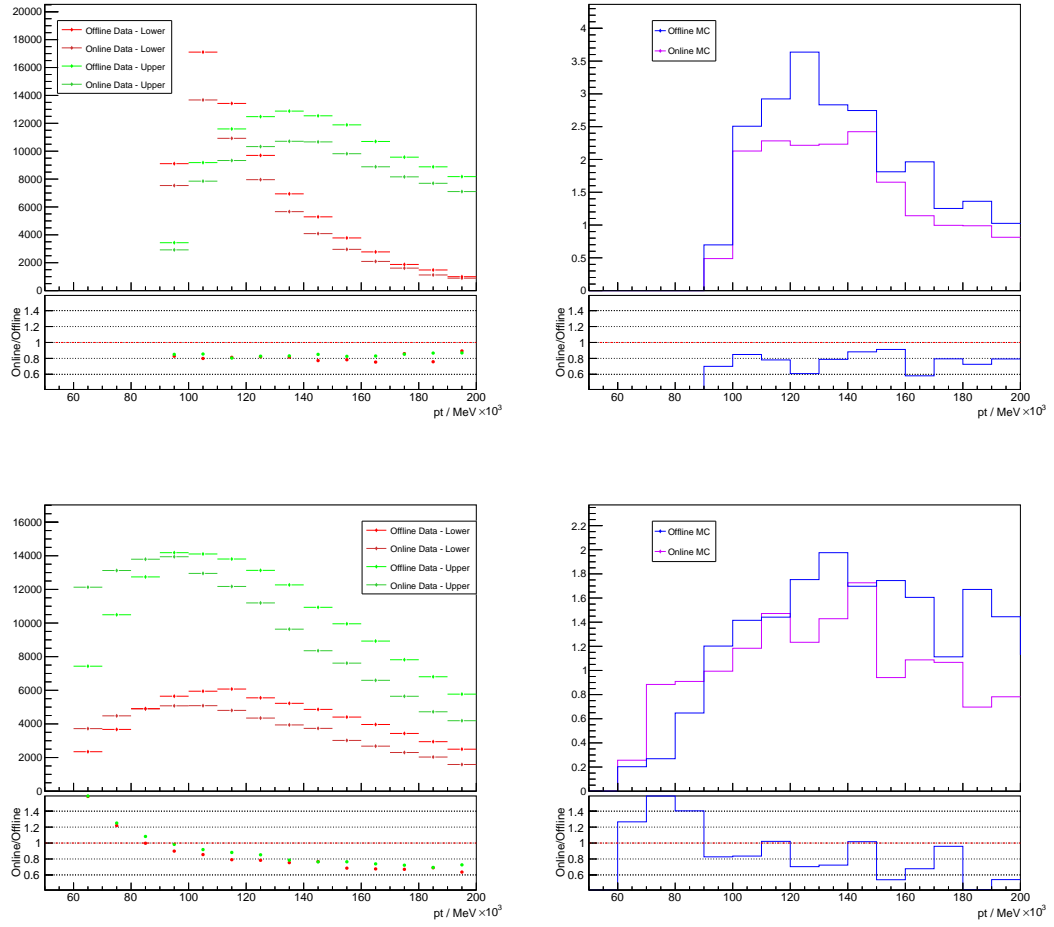 20000
18000
16000
14000
12000
10000
8000
6000
4000
2000
0
Offline Data - Lower
Online Data - Lower
Offline Data - Upper
Online Data - Upper
Online/Offline
1.4
1.2
1
0.8
0.6
60 80 100 120 140 160 180 200
pt / MeV ×10³
4
3.5
3
2.5
2
1.5
1
0.5
0
Offline MC
Online MC
Online/Offline
1.4
1.2
1
0.8
0.6
60 80 100 120 140 160 180 200
pt / MeV ×10³
16000
14000
12000
10000
8000
6000
4000
2000
0
Offline Data - Lower
Online Data - Lower
Offline Data - Upper
Online Data - Upper
Online/Offline
1.4
1.2
1
0.8
0.6
60 80 100 120 140 160 180 200
pt / MeV ×10³
2.2
2
1.8
1.6
1.4
1.2
1
0.8
0.6
0.4
0.2
0
Offline MC
Online MC
Online/Offline
1.4
1.2
1
0.8
0.6
60 80 100 120 140 160 180 200
pt / MeV ×10³